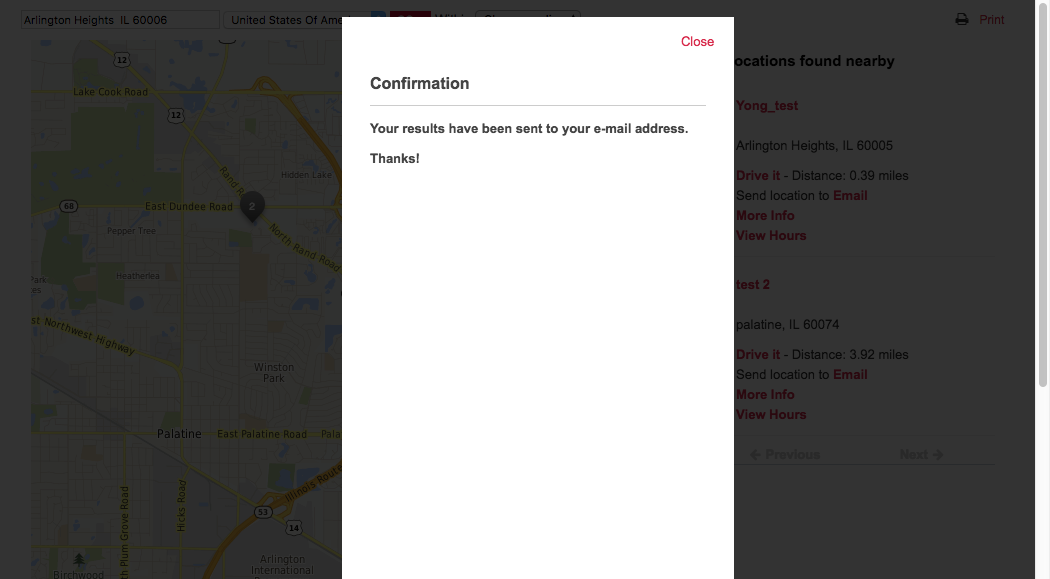 Arlington Heights IL 60006
United States Of Ame
Print
Close
Confirmation
Your results have been sent to your e-mail address.
Thanks!
ocations found nearby
Yong_test
Arlington Heights, IL 60005
Drive it - Distance: 0.39 miles
Send location to Email
More Info
View Hours
test 2
palatine, IL 60074
Drive it - Distance: 3.92 miles
Send location to Email
More Info
View Hours
Previous
Next
12
Lake Cook Road
12
Rand R
Hidden Lake
68
East Dundee Road
2
Pepper Tree
North Rand Road
Heatherlea
Park
st Northwest Highway
Winston
Park
Palatine
East Palatine Road
Pala
Illinois Route
53
14
Hicks Road
h Plum Grove Road
Arlington
International
Birchwood